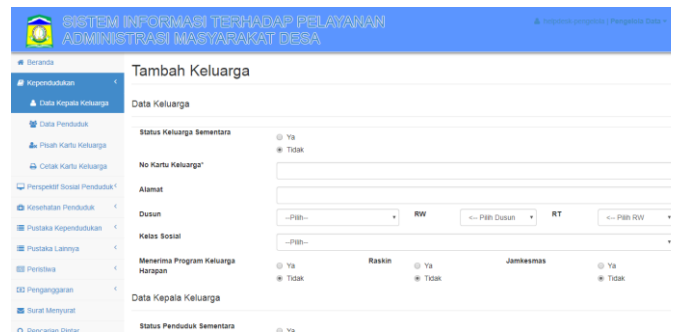 SISTEM INFORMASI TERHADAP PELAYANAN
ADMINISTRASI MASYARAKAT DESA
Pengelola Data
Beranda
Kependudukan
Data Kepala Keluarga
Data Penduduk
Pisah Kartu Keluarga
Cetak Kartu Keluarga
Perspektif Sosial Penduduk
Kesehatan Penduduk
Pustaka Kependudukan
Pustaka Lainnya
Peristiwa
Penganggaran
Surat Menyurat
Pencarian Pintar
Tambah Keluarga
Data Keluarga
Status Keluarga Sementara
Ya
Tidak
No Kartu Keluarga*
Alamat
Dusun --Pilih-- RW <-- Pilih Dusun RT <-- Pilih RW
Kelas Sosial --Pilih--
Menerima Program Keluarga Harapan Ya Raskin Ya Jamkesmas Ya
Tidak Tidak Tidak
Data Kepala Keluarga
Status Penduduk Sementara Ya